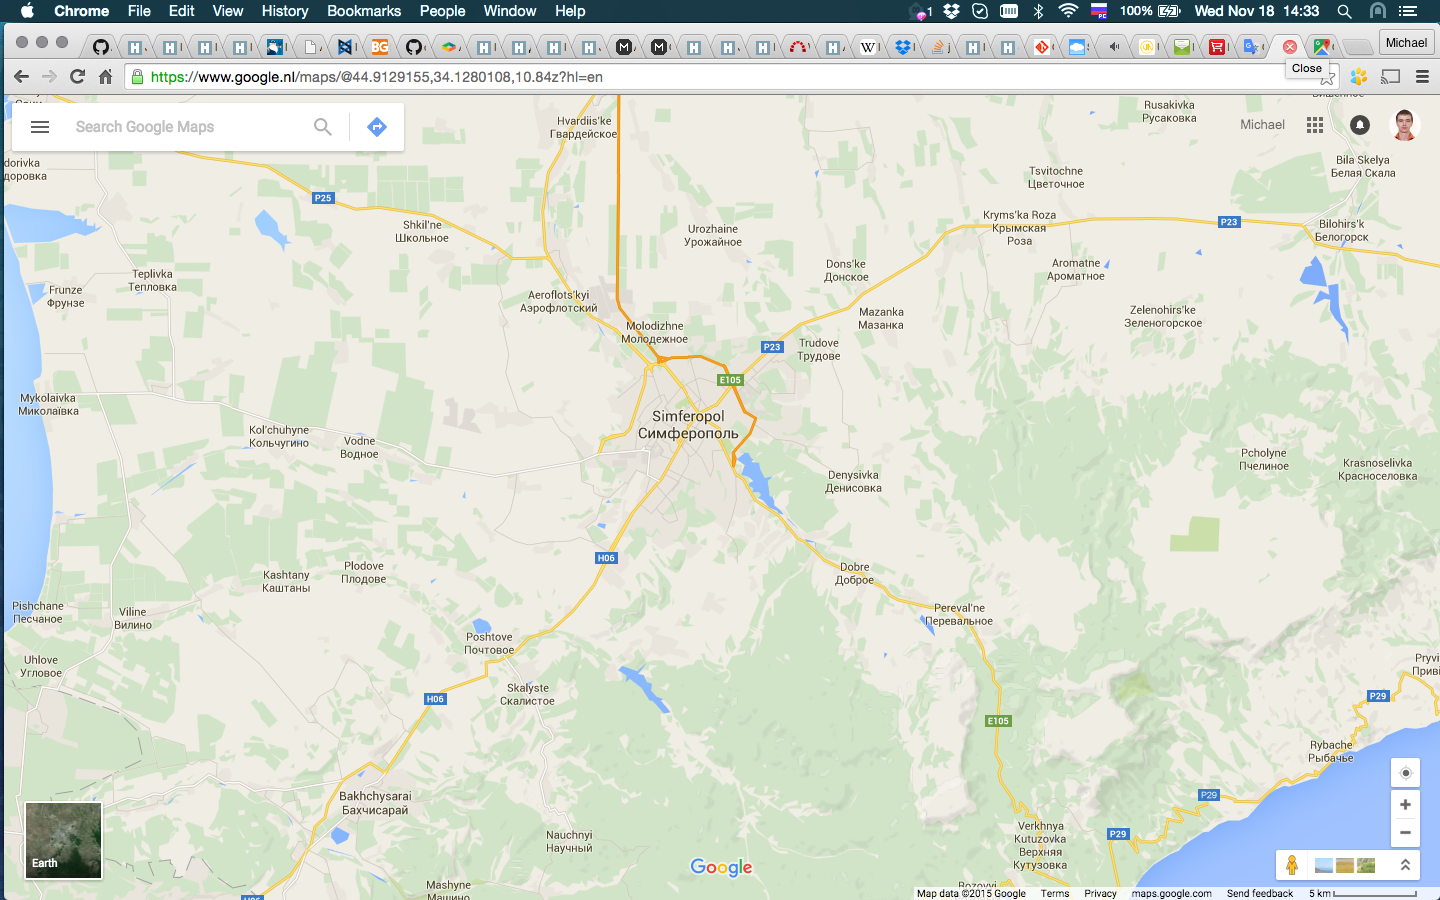 Chrome File Edit View History Bookmarks People Window Help
1
РС
100%
Wed Nov 18 14:33
Michael
Close
https://www.google.nl/maps/@44.9129155,34.1280108,10.84z?hl=en
Search Google Maps
Michael
Hvardiis'ke
Гвардейское
Rusakivka
Русаковка
Bila Skelya
Белая Скала
Tsvitochne
Цветочное
P25
Shkil'ne
Школьное
Urozhaine
Урожайное
Kryms'ka Roza
Крымская
Роза
P23
Bilohirs'k
Белогорск
Teplivka
Тепловка
Frunze
Фрунзе
Dons'ke
Донское
Aromatne
Ароматное
Aeroflots'kyi
Аэрофлотский
Mazanka
Мазанка
Zelenohirs'ke
Зеленогорское
Molodizhne
Молодежное
P23
Trudove
Трудове
E105
Mykolaivka
Миколаївка
Simferopol
Симферополь
Kol'chuhyne
Кольчугино
Vodne
Водное
Denysivka
Денисовка
Pcholyne
Пчелиное
Krasnoselivka
Красноселовка
H06
Kashtany
Каштаны
Plodove
Плодове
Dobre
Доброе
Pishchane
Песчаное
Viline
Вилино
Pereval'ne
Перевальное
Poshtove
Почтовое
Uhlove
Угловое
Skalyste
Скалистое
H06
E105
Pryvi
Приві
P29
Rybache
Рыбачье
P29
Bakhchysarai
Бахчисарай
Nauchnyi
Научный
Verkhnya
Kutuzovka
Верхняя
Кутузовка
P29
Earth
Google
Mashyne
Машино
H06
Rozovyi
Map data ©2015 Google Terms Privacy maps.google.com Send feedback 5 km